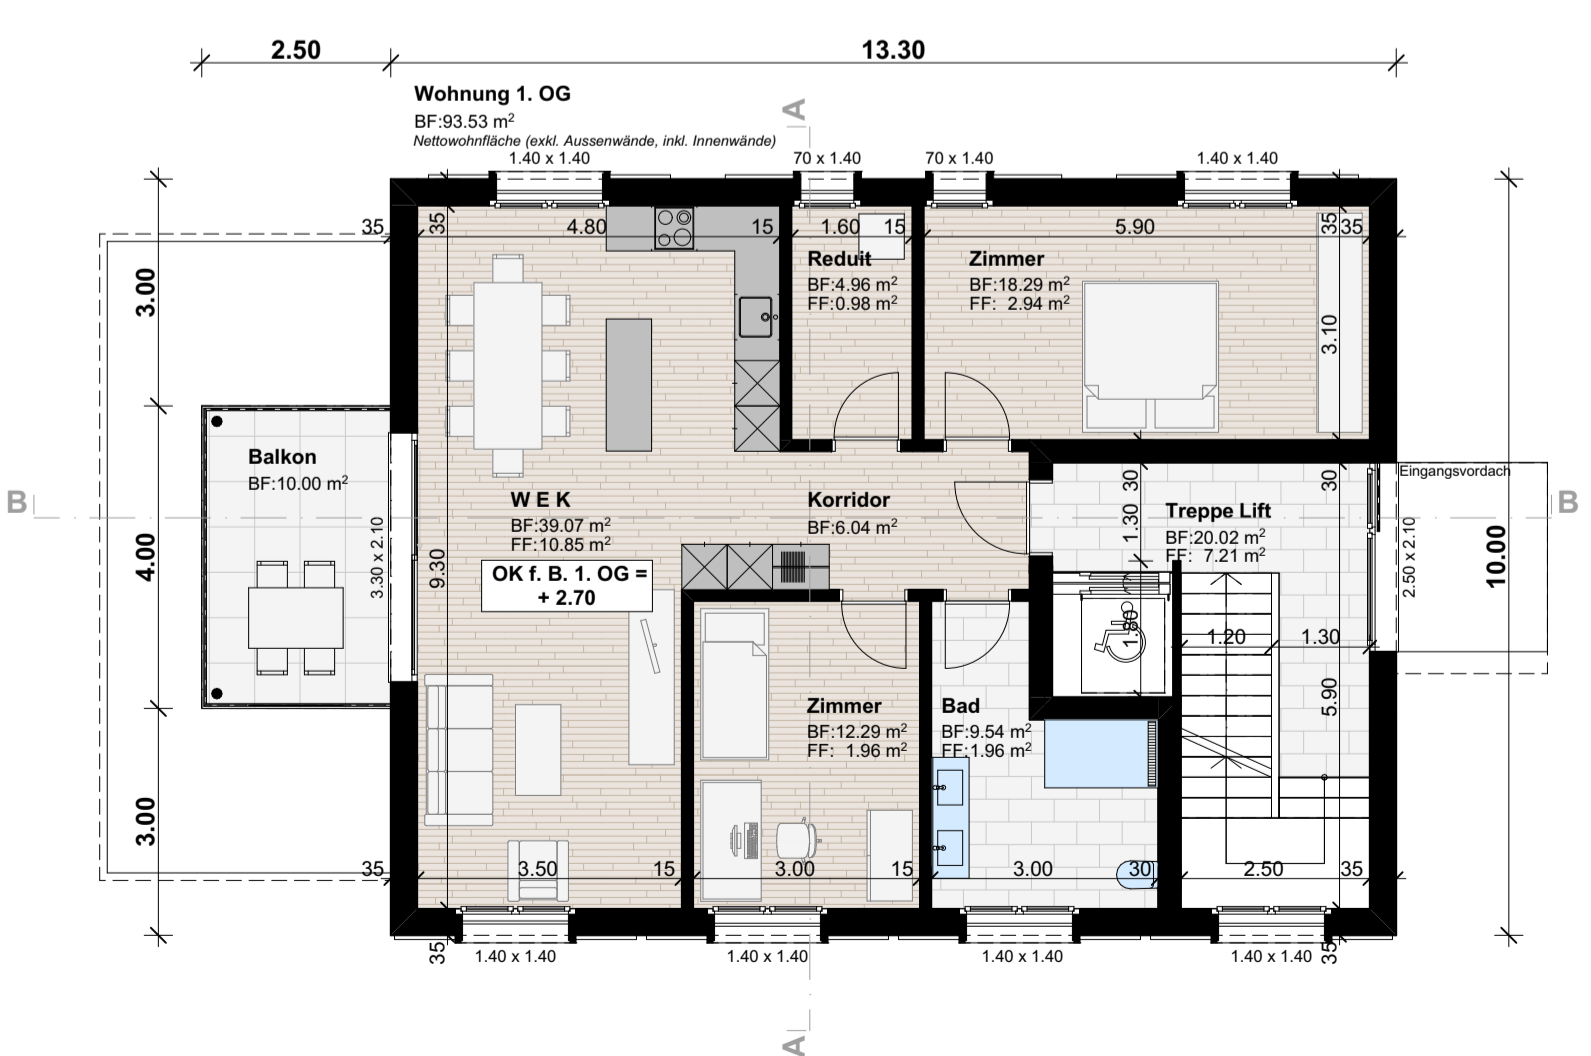 2.50
13.30
Wohnung 1. OG
BF:93.53 m²
Nettowohnfläche (exkl. Aussenwände, inkl. Innenwände)
A
1.40 x 1.40
70 x 1.40
70 x 1.40
1.40 x 1.40
35
35
4.80
15
1.60
15
5.90
35
35
3.00
Reduit
BF:4.96 m²
FF:0.98 m²
Zimmer
BF:18.29 m²
FF: 2.94 m²
3.10
Balkon
BF:10.00 m²
B
W E K
BF:39.07 m²
FF:10.85 m²
Korridor
BF:6.04 m²
30
1.30
Treppe Lift
BF:20.02 m²
FF: 7.21 m²
30
Eingangsvordach
B
4.00
3.30 x 2.10
9.30
OK f. B. 1. OG =
+ 2.70
2.50 x 2.10
10.00
1.80
1.20
1.30
5.90
Zimmer
BF:12.29 m²
FF: 1.96 m²
Bad
BF:9.54 m²
FF:1.96 m²
3.00
35
3.50
15
3.00
15
3.00
30
2.50
35
35
1.40 x 1.40
1.40 x 1.40
1.40 x 1.40
1.40 x 1.40
35
A